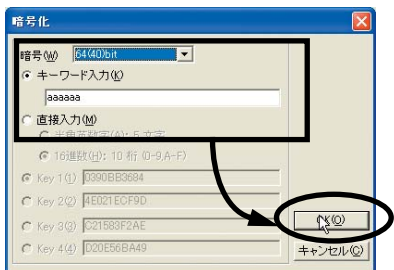 暗号化
暗号(W) 64(40)bit
キーワード入力(K)
aaaaaa
直接入力(M)
半角英数字(A): 5 文字
16進数(H): 10 桁 (0-9,A-F)
Key 1(1) 0390BB3684
Key 2(2) 4E021ECF9D
Key 3(3) C21583F2AE
Key 4(4) D20E56BA49
OK(O)
キャンセル(C)